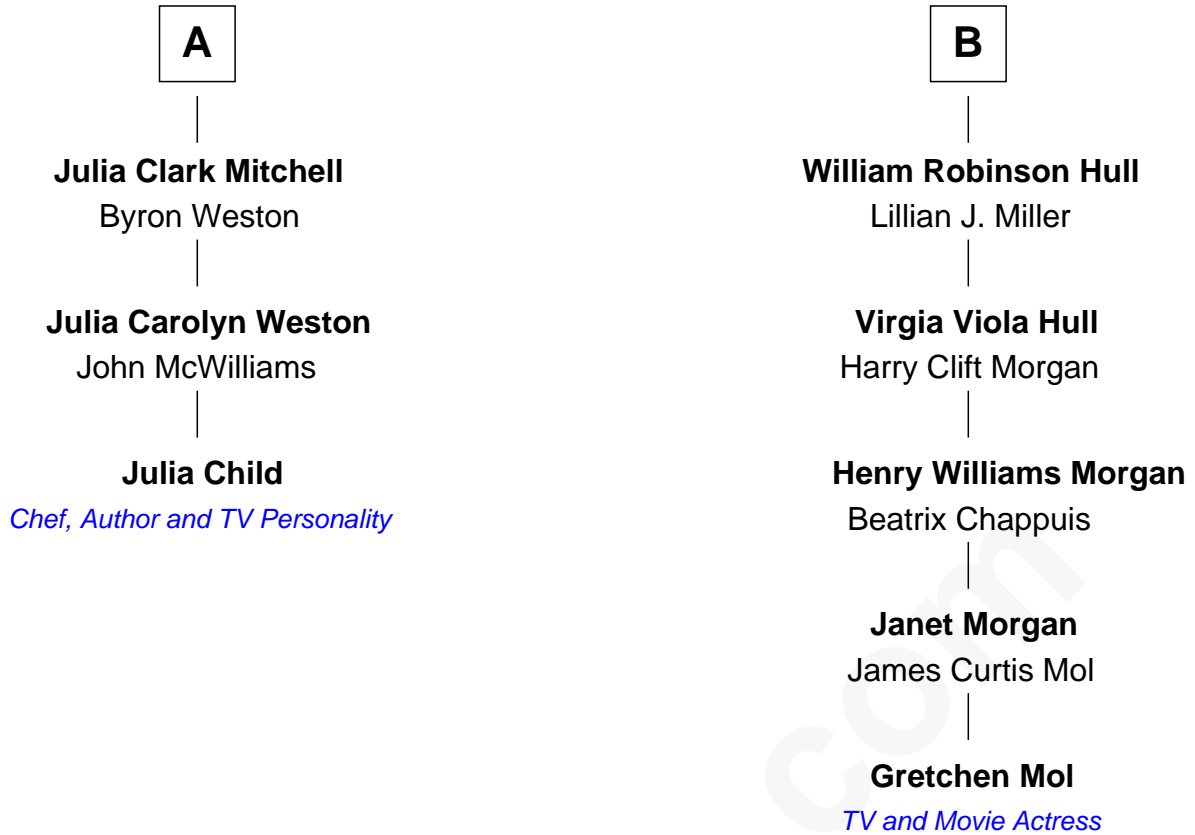 A
Julia Clark Mitchell
Byron Weston
Julia Carolyn Weston
John McWilliams
Julia Child
Chef, Author and TV Personality
B
William Robinson Hull
Lillian J. Miller
Virgia Viola Hull
Harry Clift Morgan
Henry Williams Morgan
Beatrix Chappuis
Janet Morgan
James Curtis Mol
Gretchen Mol
TV and Movie Actress
com